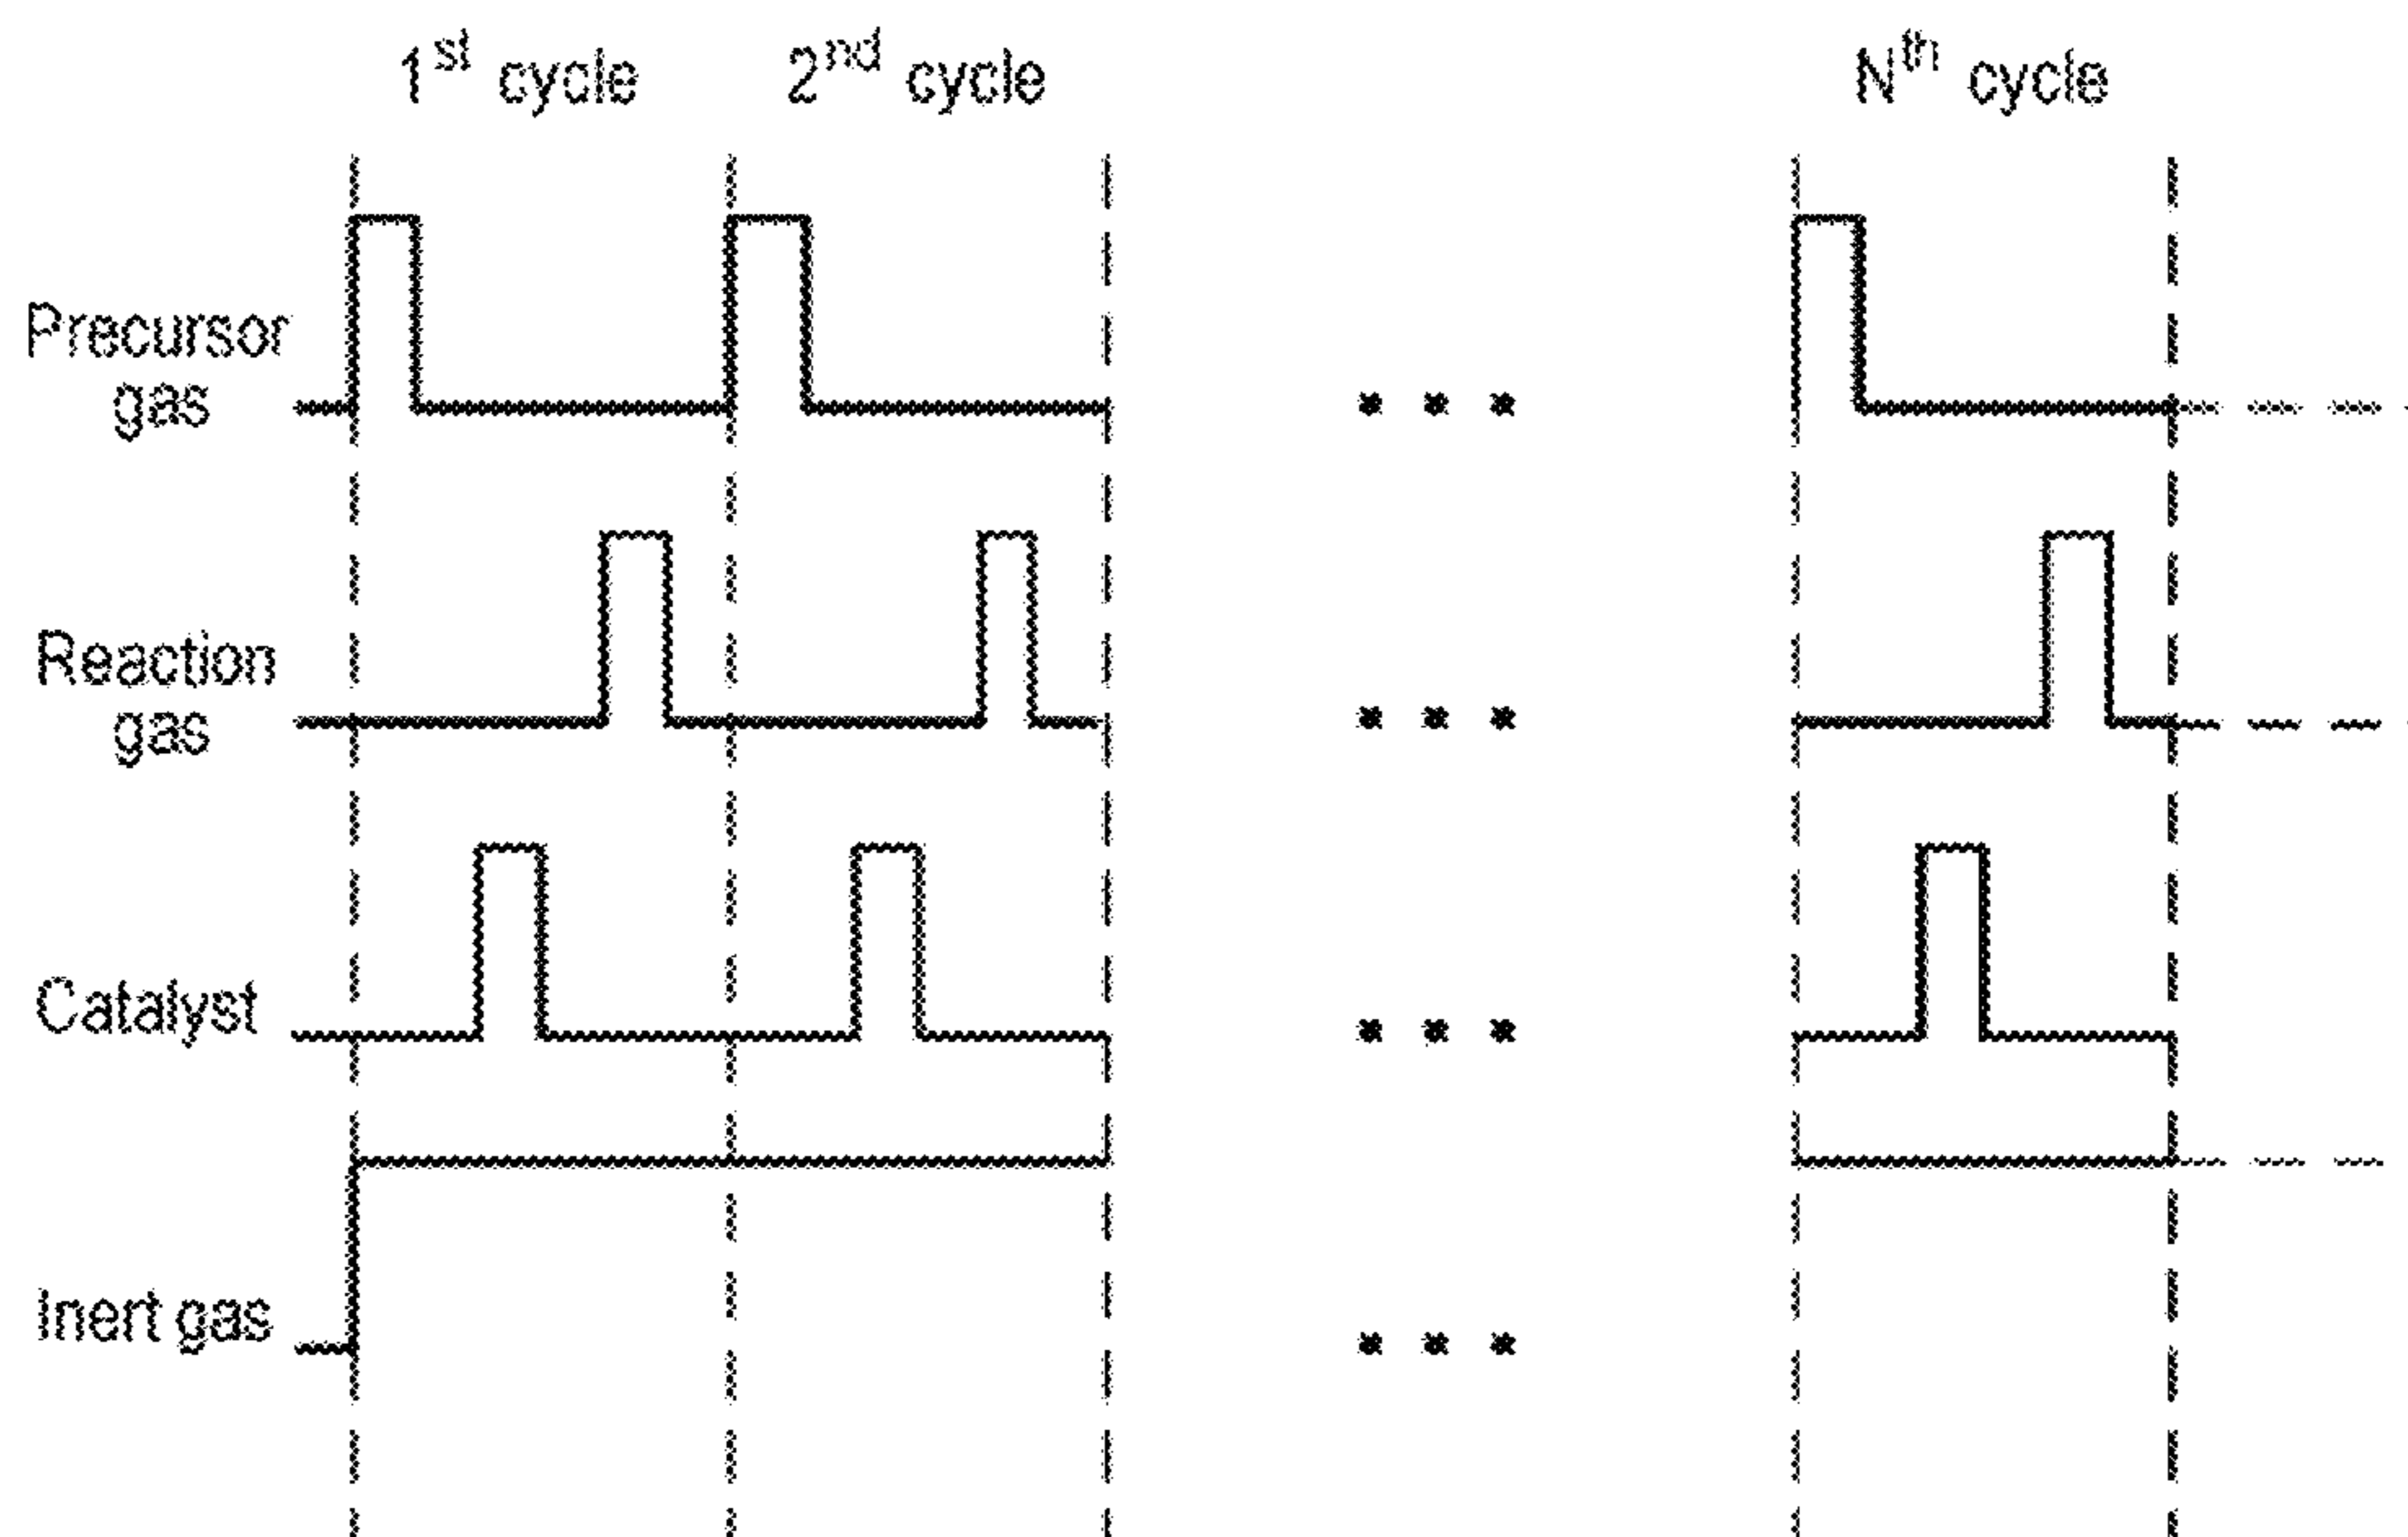 1st cycle 2nd cycle Nth cycle
Precursor
gas
Reaction
gas
Catalyst
Inert gas